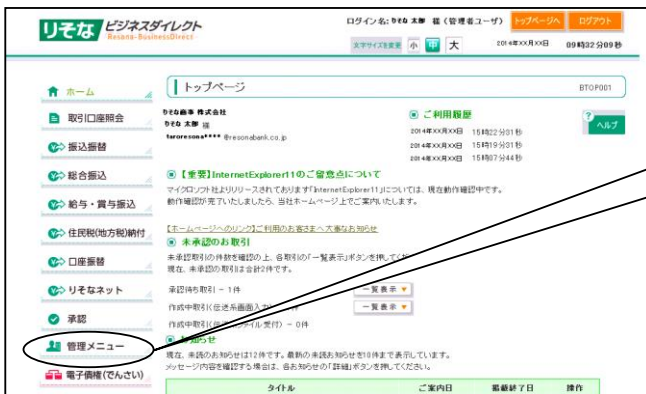 りそな ビジネスダイレクト
Resona-BusinessDirect
ログイン名：りそな 太郎 様（管理者ユーザ）
トップページへ
ログアウト
文字サイズを変更 小 中 大
2014年XX月XX日 09時32分09秒
ホーム
取引口座照会
振込振替
総合振込
給与・賞与振込
住民税(地方税)納付
口座振替
りそなネット
承認
管理メニュー
電子債権(でんさい)
トップページ
BTOP001
りそな商事 株式会社
りそな 太郎 様
taroresona**** @resonabank.co.jp
ご利用履歴
2014年XX月XX日 15時22分31秒
2014年XX月XX日 15時19分31秒
2014年XX月XX日 15時07分44秒
ヘルプ
【重要】InternetExplorer11のご留意点について
マイクロソフト社よりリリースされております「InternetExplorer11」については、現在動作確認中です。
動作確認が完了いたしましたら、当社ホームページ上でご案内いたします。
【ホームページへのリンク】ご利用のお客さまへ大事なお知らせ
未承認のお取引
未承認取引の件数を確認の上、各取引の「一覧表示」ボタンを押してくだ
現在、未承認の取引は合計2件です。
承認待ち取引 － 1件
一覧表示 ▼
作成中取引(伝送系画面入力)
一覧表示 ▼
作成中取引(伝送 ファイル受付) － 0件
お知らせ
現在、未読のお知らせは12件です。最新の未読お知らせを10件まで表示しています。
メッセージ内容を確認する場合は、各お知らせの「詳細」ボタンを押してください。
タイトル ご案内日 掲載終了日 操作